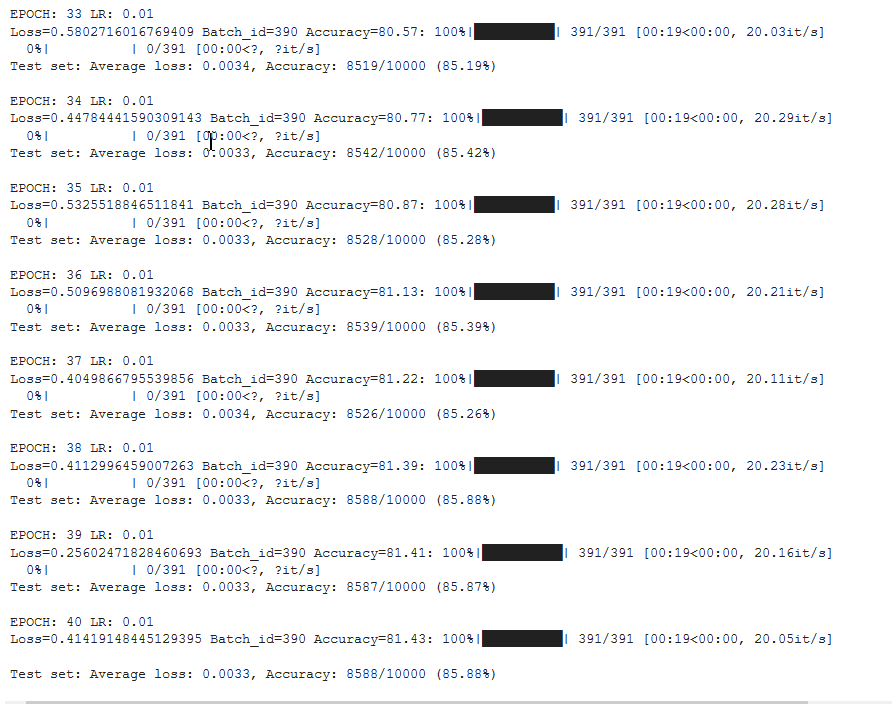 EPOCH: 33 LR: 0.01
Loss=0.5802716016769409 Batch_id=390 Accuracy=80.57: 100%|██████████| 391/391 [00:19<00:00, 20.03it/s]
  0%|          | 0/391 [00:00<?, ?it/s]
Test set: Average loss: 0.0034, Accuracy: 8519/10000 (85.19%)

EPOCH: 34 LR: 0.01
Loss=0.44784441590309143 Batch_id=390 Accuracy=80.77: 100%|██████████| 391/391 [00:19<00:00, 20.29it/s]
  0%|          | 0/391 [00:00<?, ?it/s]
Test set: Average loss: 0.0033, Accuracy: 8542/10000 (85.42%)

EPOCH: 35 LR: 0.01
Loss=0.5325518846511841 Batch_id=390 Accuracy=80.87: 100%|██████████| 391/391 [00:19<00:00, 20.28it/s]
  0%|          | 0/391 [00:00<?, ?it/s]
Test set: Average loss: 0.0033, Accuracy: 8528/10000 (85.28%)

EPOCH: 36 LR: 0.01
Loss=0.5096988081932068 Batch_id=390 Accuracy=81.13: 100%|██████████| 391/391 [00:19<00:00, 20.21it/s]
  0%|          | 0/391 [00:00<?, ?it/s]
Test set: Average loss: 0.0033, Accuracy: 8539/10000 (85.39%)

EPOCH: 37 LR: 0.01
Loss=0.4049866795539856 Batch_id=390 Accuracy=81.22: 100%|██████████| 391/391 [00:19<00:00, 20.11it/s]
  0%|          | 0/391 [00:00<?, ?it/s]
Test set: Average loss: 0.0034, Accuracy: 8526/10000 (85.26%)

EPOCH: 38 LR: 0.01
Loss=0.4112996459007263 Batch_id=390 Accuracy=81.39: 100%|██████████| 391/391 [00:19<00:00, 20.23it/s]
  0%|          | 0/391 [00:00<?, ?it/s]
Test set: Average loss: 0.0033, Accuracy: 8588/10000 (85.88%)

EPOCH: 39 LR: 0.01
Loss=0.25602471828460693 Batch_id=390 Accuracy=81.41: 100%|██████████| 391/391 [00:19<00:00, 20.16it/s]
  0%|          | 0/391 [00:00<?, ?it/s]
Test set: Average loss: 0.0033, Accuracy: 8587/10000 (85.87%)

EPOCH: 40 LR: 0.01
Loss=0.41419148445129395 Batch_id=390 Accuracy=81.43: 100%|██████████| 391/391 [00:19<00:00, 20.05it/s]

Test set: Average loss: 0.0033, Accuracy: 8588/10000 (85.88%)